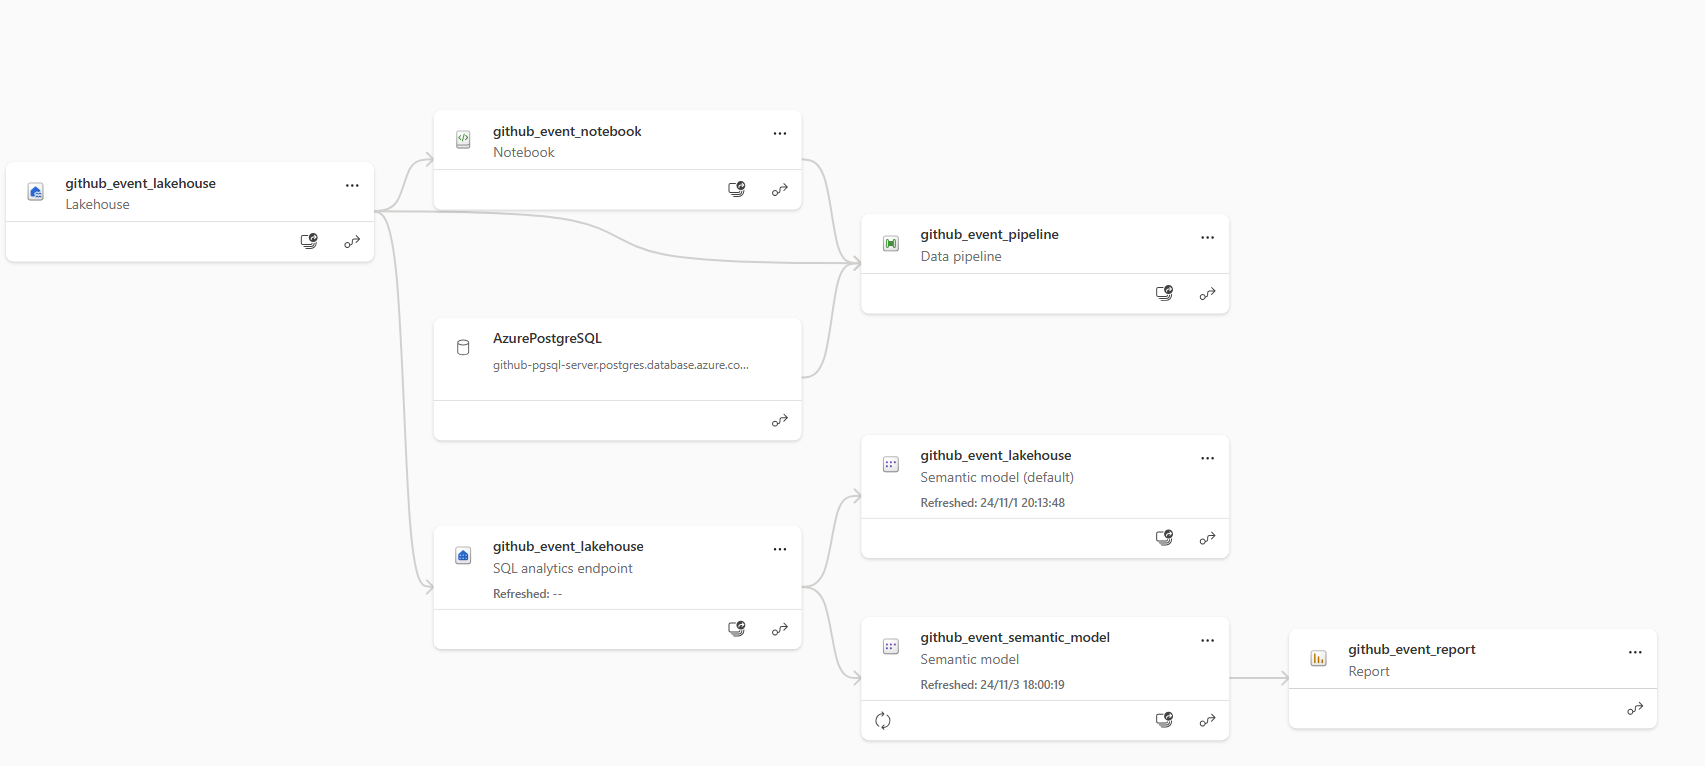 github_event_lakehouse
Lakehouse
github_event_notebook
Notebook
AzurePostgreSQL
github-pgsql-server.postgres.database.azure.co...
github_event_lakehouse
SQL analytics endpoint
Refreshed: --
github_event_pipeline
Data pipeline
github_event_lakehouse
Semantic model (default)
Refreshed: 24/11/1 20:13:48
github_event_semantic_model
Semantic model
Refreshed: 24/11/3 18:00:19
github_event_report
Report